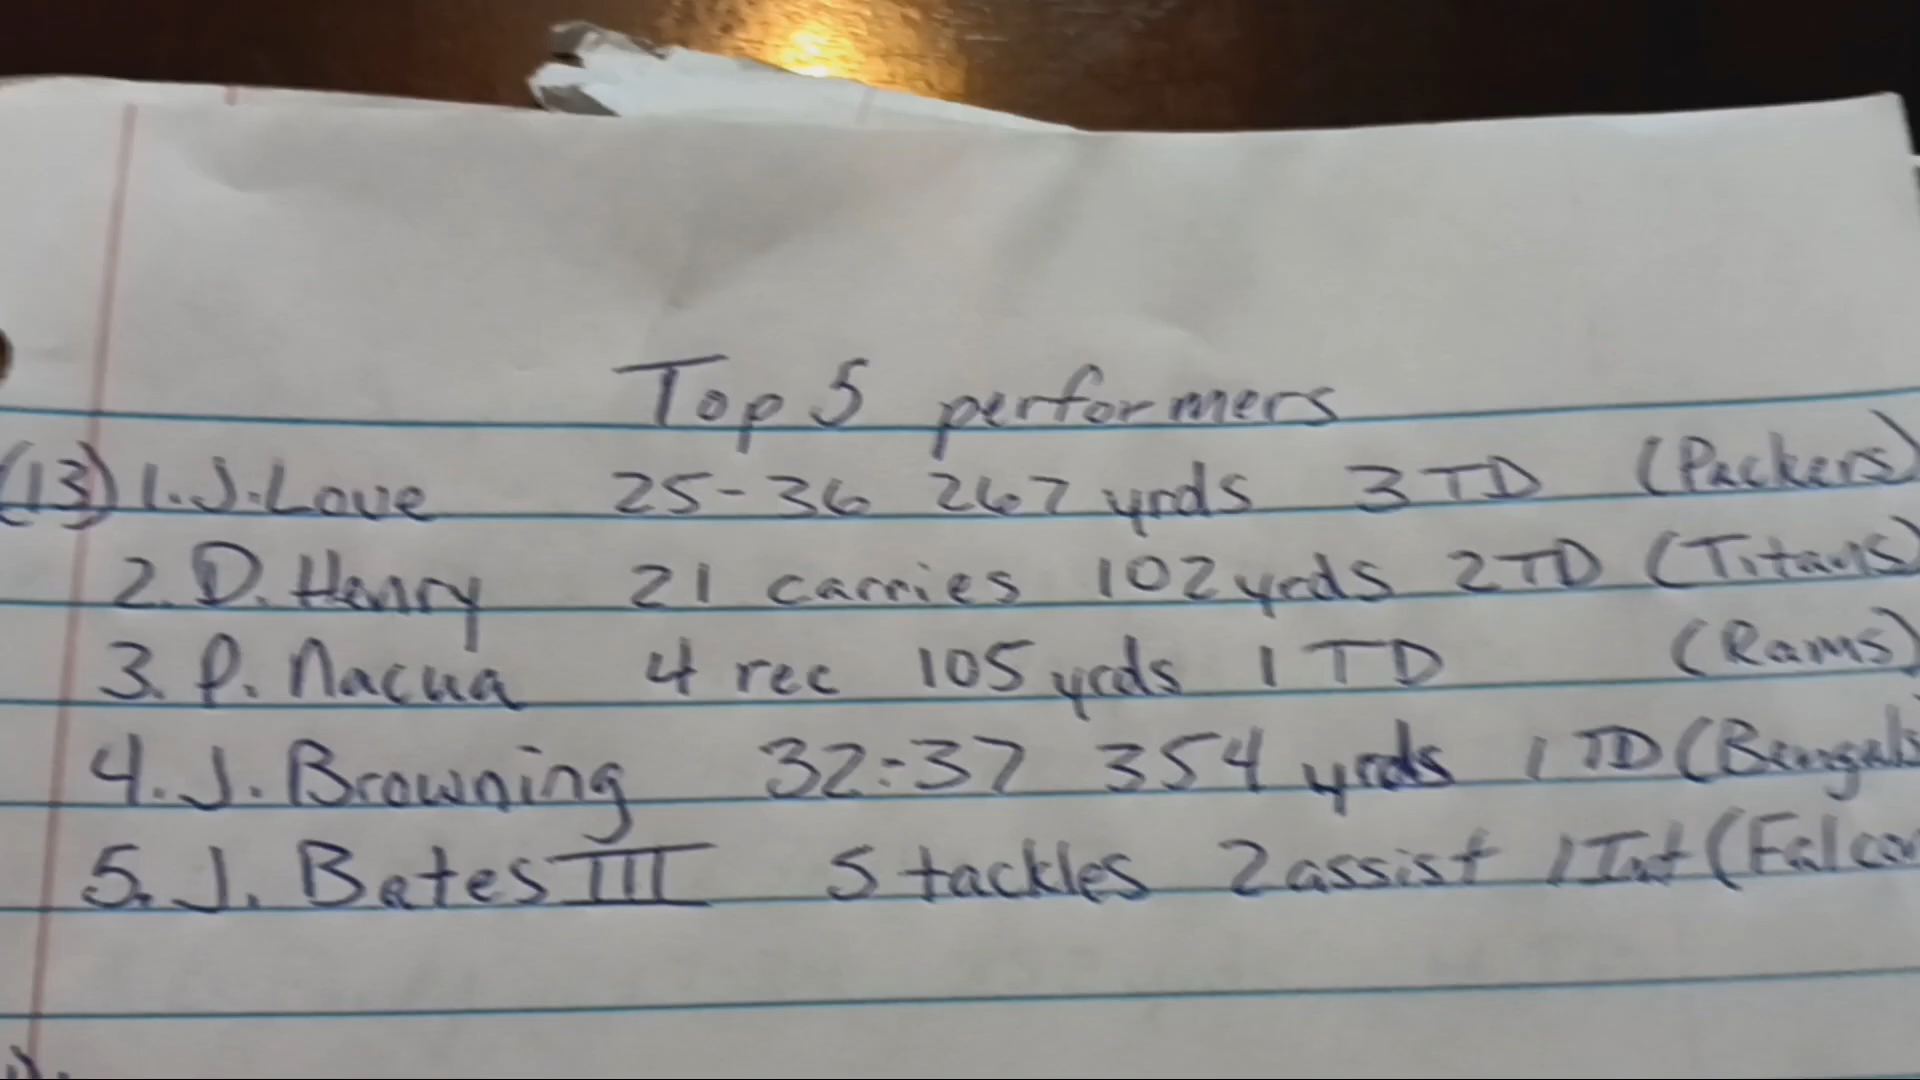 Top 5 performers
(13) 1. J. Love 25-36 267 yrds 3 TD (Packers)
2. D. Henry 21 carries 102 yrds 2 TD (Titans)
3. P. Nacua 4 rec 105 yrds 1 TD (Rams)
4. J. Browning 32-37 354 yrds 1 TD (Bengals
5. J. Bates III 5 tackles 2 assist 1 Int (Falcon